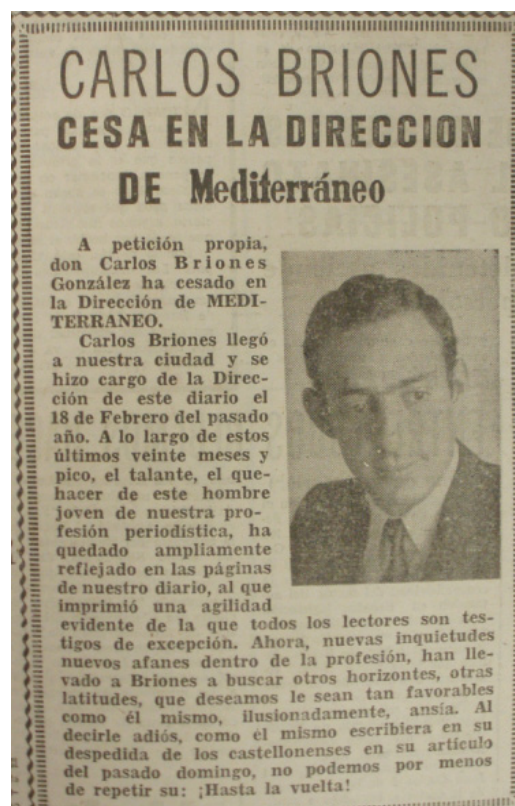 CARLOS BRIONES
CESA EN LA DIRECCION
DE Mediterráneo
A petición propia,
don Carlos Briones
González ha cesado en
la Dirección de MEDI-
TERRANEO.
Carlos Briones llegó
a nuestra ciudad y se
hizo cargo de la Direc-
ción de este diario el
18 de Febrero del pasado
año. A lo largo de estos
últimos veinte meses y
pico, el talante, el que-
hacer de este hombre
joven de nuestra pro-
fesión periodística, ha
quedado ampliamente
reflejado en las páginas
de nuestro diario, al que
imprimió una agilidad
evidente de la que todos los lectores son tes-
tigos de excepción. Ahora, nuevas inquietudes
nuevos afanes dentro de la profesión, han lle-
vado a Briones a buscar otros horizontes, otras
latitudes, que deseamos le sean tan favorables
como él mismo, ilusionadamente, ansía. Al
decirle adiós, como el mismo escribiera en su
despedida de los castellonenses en su artículo
del pasado domingo, no podemos por menos
de repetir su: ¡Hasta la vuelta!